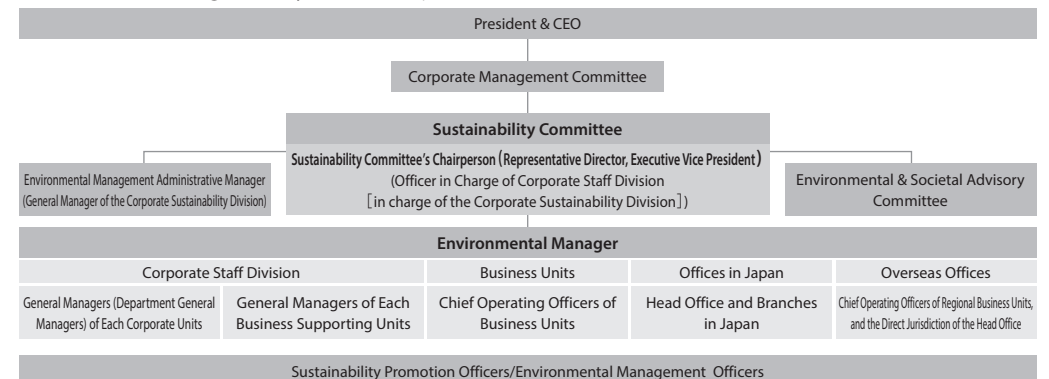 President & CEO
Corporate Management Committee
Sustainability Committee
Sustainability Committee's Chairperson (Representative Director, Executive Vice President)
(Officer in Charge of Corporate Staff Division
[in charge of the Corporate Sustainability Division])
Environmental Management Administrative Manager
(General Manager of the Corporate Sustainability Division)
Environmental & Societal Advisory
Committee
Environmental Manager
Corporate Staff Division
Business Units
Offices in Japan
Overseas Offices
General Managers (Department General
Managers) of Each Corporate Units
General Managers of Each
Business Supporting Units
Chief Operating Officers of
Business Units
Head Office and Branches
in Japan
Chief Operating Officers of Regional Business Units,
and the Direct Jurisdiction of the Head Office
Sustainability Promotion Officers/Environmental Management Officers